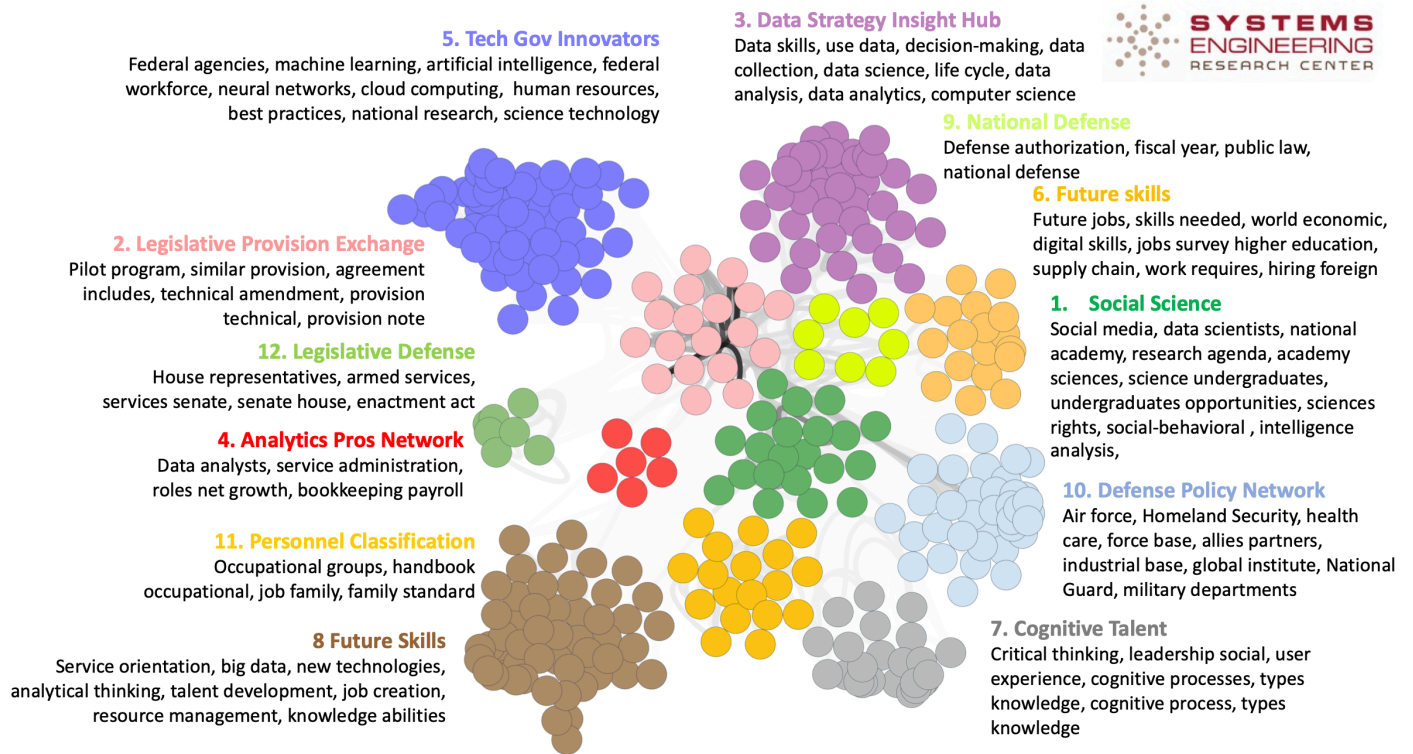 5. Tech Gov Innovators
Federal agencies, machine learning, artificial intelligence, federal
workforce, neural networks, cloud computing, human resources,
best practices, national research, science technology
3. Data Strategy Insight Hub
Data skills, use data, decision-making, data
collection, data science, life cycle, data
analysis, data analytics, computer science
SYSTEMS
ENGINEERING
RESEARCH CENTER
9. National Defense
Defense authorization, fiscal year, public law,
national defense
6. Future skills
Future jobs, skills needed, world economic,
digital skills, jobs survey higher education,
supply chain, work requires, hiring foreign
2. Legislative Provision Exchange
Pilot program, similar provision, agreement
includes, technical amendment, provision
technical, provision note
1. Social Science
Social media, data scientists, national
academy, research agenda, academy
sciences, science undergraduates,
undergraduates opportunities, sciences
rights, social-behavioral , intelligence
analysis,
12. Legislative Defense
House representatives, armed services,
services senate, senate house, enactment act
4. Analytics Pros Network
Data analysts, service administration,
roles net growth, bookkeeping payroll
10. Defense Policy Network
Air force, Homeland Security, health
care, force base, allies partners,
industrial base, global institute, National
Guard, military departments
11. Personnel Classification
Occupational groups, handbook
occupational, job family, family standard
8 Future Skills
Service orientation, big data, new technologies,
analytical thinking, talent development, job creation,
resource management, knowledge abilities
7. Cognitive Talent
Critical thinking, leadership social, user
experience, cognitive processes, types
knowledge, cognitive process, types
knowledge